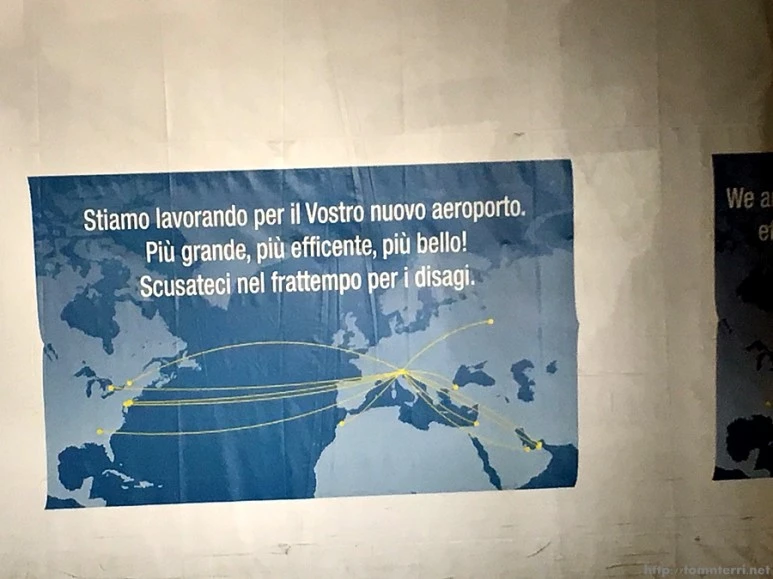 Stiamo lavorando per il Vostro nuovo aeroporto.
Più grande, più efficente, più bello!
Scusateci nel frattempo per i disagi.
We a
ef
http://tomnterri.net